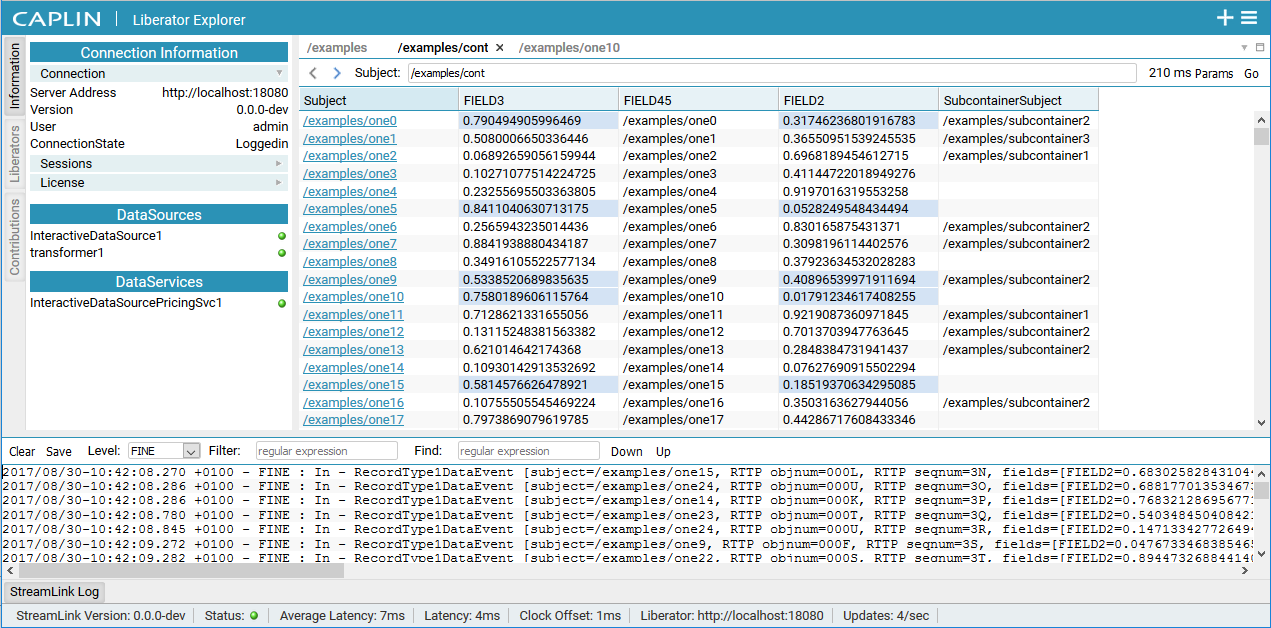 CAPLIN | Liberator Explorer
Information
Liberators
Contributions
Connection Information
Connection
Server Address http://localhost:18080
Version 0.0.0-dev
User admin
ConnectionState Loggedin
Sessions
License
DataSources
InteractiveDataSource1
transformer1
DataServices
InteractiveDataSourcePricingSvc1
/examples /examples/cont × /examples/one10
Subject: /examples/cont 210 ms Params Go
Subject FIELD3 FIELD45 FIELD2 SubcontainerSubject
/examples/one0 0.790494905996469 /examples/one0 0.31746236801916783 /examples/subcontainer2
/examples/one1 0.5080006650336446 /examples/one1 0.36550951539245535 /examples/subcontainer3
/examples/one2 0.06892659056159944 /examples/one2 0.6968189454612715 /examples/subcontainer1
/examples/one3 0.10271077514224725 /examples/one3 0.41144722018949276
/examples/one4 0.23255695503363805 /examples/one4 0.9197016319553258
/examples/one5 0.8411040630713175 /examples/one5 0.0528249548434494
/examples/one6 0.2565943235014436 /examples/one6 0.830165875431371 /examples/subcontainer2
/examples/one7 0.8841938880434187 /examples/one7 0.3098196114402576 /examples/subcontainer2
/examples/one8 0.34916105522577134 /examples/one8 0.37923634532028283
/examples/one9 0.5338520689835635 /examples/one9 0.40896539971911694 /examples/subcontainer2
/examples/one10 0.7580189606115764 /examples/one10 0.01791234617408255
/examples/one11 0.7128621331655056 /examples/one11 0.9219087360971845 /examples/subcontainer1
/examples/one12 0.13115248381563382 /examples/one12 0.7013703947763645 /examples/subcontainer2
/examples/one13 0.621014642174368 /examples/one13 0.2848384731941437 /examples/subcontainer2
/examples/one14 0.10930142913532692 /examples/one14 0.07627690915502294
/examples/one15 0.5814576626478921 /examples/one15 0.18519370634295085
/examples/one16 0.10755505545469224 /examples/one16 0.3503163627944056 /examples/subcontainer2
/examples/one17 0.7973869079619785 /examples/one17 0.44286717608433346
Clear Save Level: FINE Filter: regular expression Find: regular expression Down Up
2017/08/30-10:42:08.270 +0100 - FINE : In - RecordType1DataEvent [subject=/examples/one15, RTTP objnum=000L, RTTP seqnum=3N, fields=[FIELD2=0.68302582843104
2017/08/30-10:42:08.286 +0100 - FINE : In - RecordType1DataEvent [subject=/examples/one24, RTTP objnum=000U, RTTP seqnum=3O, fields=[FIELD2=0.68817701353467
2017/08/30-10:42:08.286 +0100 - FINE : In - RecordType1DataEvent [subject=/examples/one14, RTTP objnum=000K, RTTP seqnum=3P, fields=[FIELD2=0.76832128695677
2017/08/30-10:42:08.780 +0100 - FINE : In - RecordType1DataEvent [subject=/examples/one23, RTTP objnum=000T, RTTP seqnum=3Q, fields=[FIELD2=0.54034845040842
2017/08/30-10:42:08.845 +0100 - FINE : In - RecordType1DataEvent [subject=/examples/one24, RTTP objnum=000U, RTTP seqnum=3R, fields=[FIELD2=0.14713342772649
2017/08/30-10:42:09.272 +0100 - FINE : In - RecordType1DataEvent [subject=/examples/one9, RTTP objnum=000F, RTTP seqnum=3S, fields=[FIELD2=0.047673346838546
2017/08/30-10:42:09.282 +0100 - FINE : In - RecordType1DataEvent [subject=/examples/one22, RTTP objnum=000S, RTTP seqnum=3T, fields=[FIELD2=0.89447326884414
StreamLink Log
StreamLink Version: 0.0.0-dev Status: Average Latency: 7ms Latency: 4ms Clock Offset: 1ms Liberator: http://localhost:18080 Updates: 4/sec